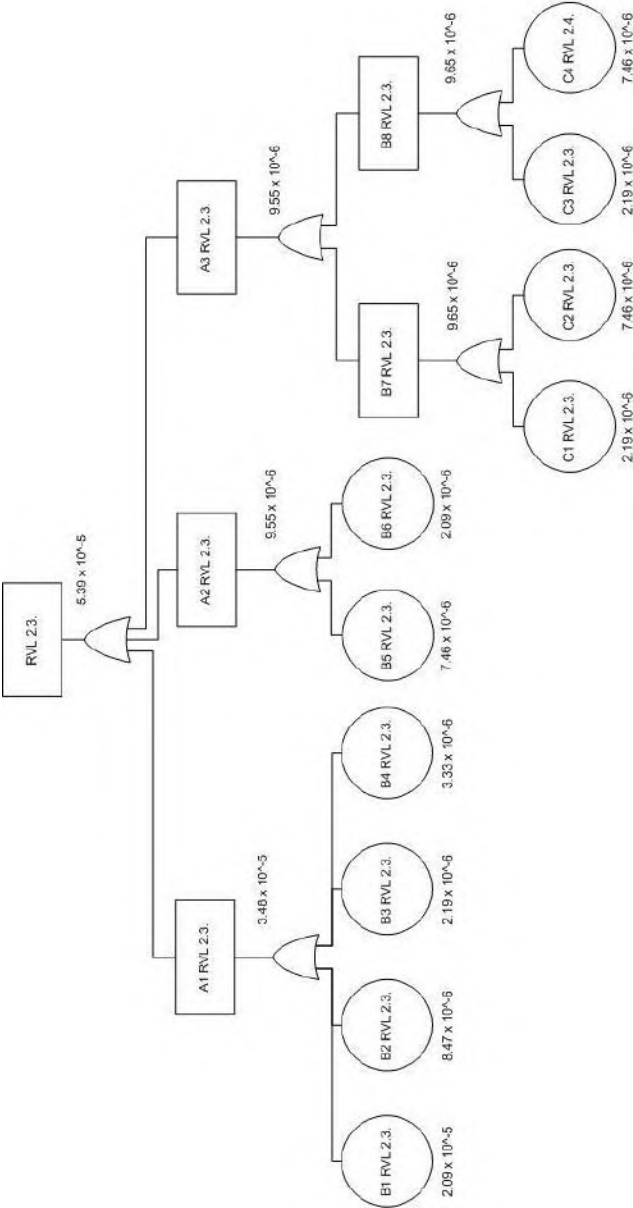 RVL 2.3.
5.39 x 10^-5
A1 RVL 2.3.
A2 RVL 2.3.
A3 RVL 2.3.
3.48 x 10^-5
9.55 x 10^-6
9.55 x 10^-6
B1 RVL 2.3.
B2 RVL 2.3.
B3 RVL 2.3.
B4 RVL 2.3.
B5 RVL 2.3.
B6 RVL 2.3.
B7 RVL 2.3.
B8 RVL 2.3.
2.09 x 10^-5
8.47 x 10^-6
2.19 x 10^-6
3.33 x 10^-6
7.46 x 10^-6
2.09 x 10^-6
9.65 x 10^-6
9.65 x 10^-6
C1 RVL 2.3.
C2 RVL 2.3.
C3 RVL 2.3
C4 RVL 2.4.
2.19 x 10^-6
7.46 x 10^-6
2.19 x 10^-6
7.46 x 10^-6